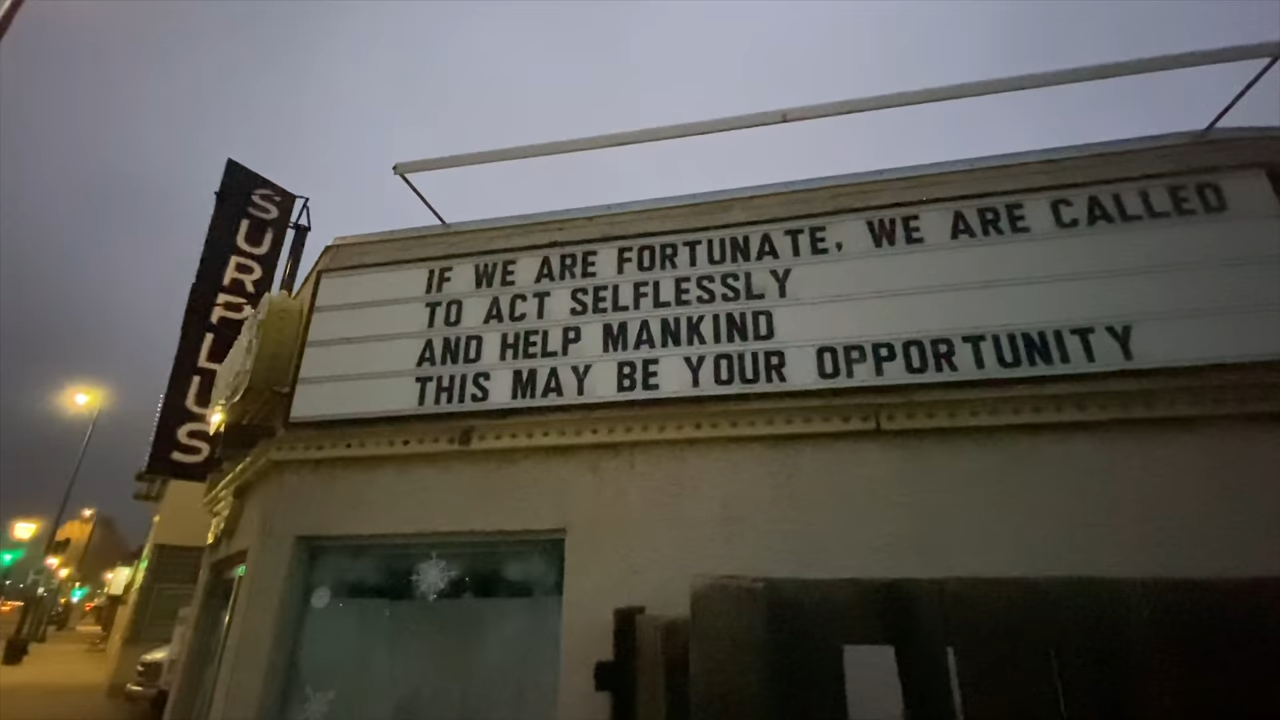 SURPLUS
IF WE ARE FORTUNATE, WE ARE CALLED
TO ACT SELFLESSLY
AND HELP MANKIND
THIS MAY BE YOUR OPPORTUNITY